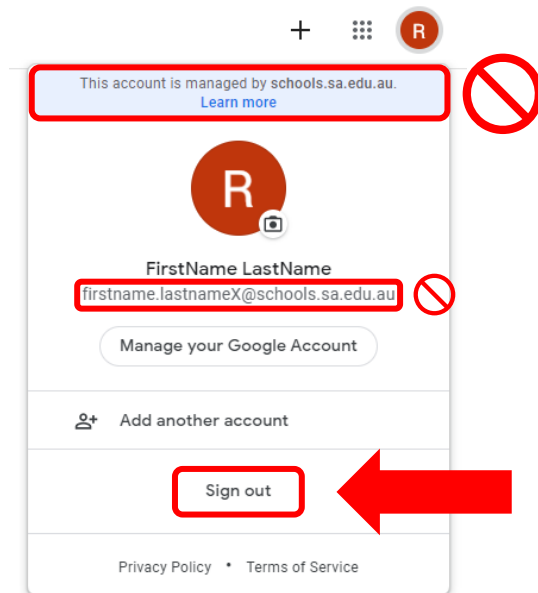 R
This account is managed by schools.sa.edu.au.
Learn more
R
FirstName LastName
firstname.lastnameX@schools.sa.edu.au
Manage your Google Account
Add another account
Sign out
Privacy Policy • Terms of Service